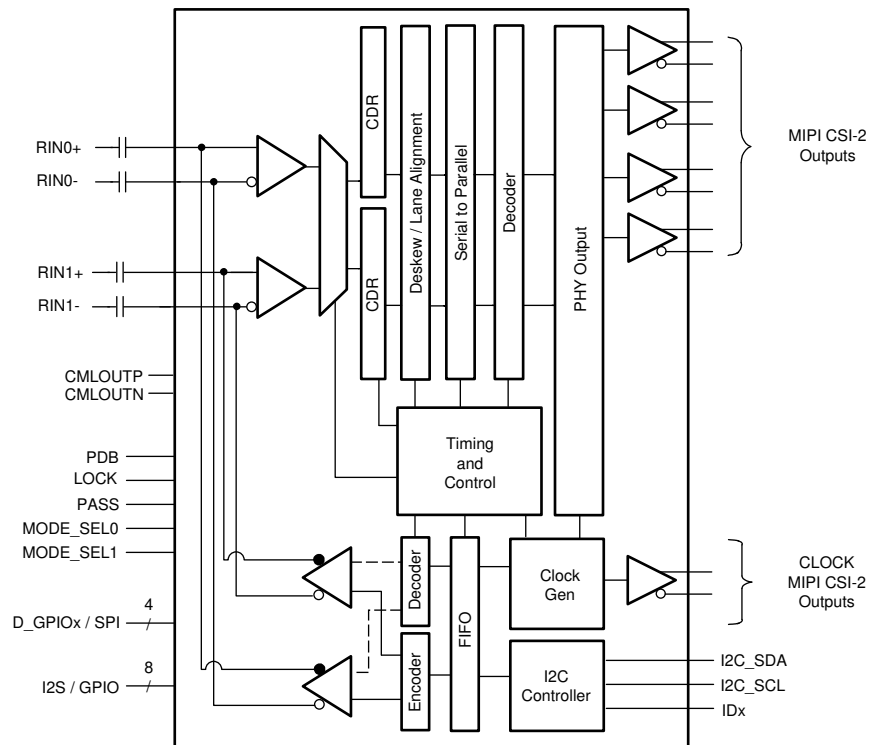 RIN0+
RIN0-
RIN1+
RIN1-
CMLOUTP
CMLOUTN
PDB
LOCK
PASS
MODE_SEL0
MODE_SEL1
4
D_GPIOx / SPI
8
I2S / GPIO
CDR
CDR
Deskew / Lane Alignment
Serial to Parallel
Decoder
PHY Output
Timing
and
Control
Decoder
Encoder
FIFO
Clock
Gen
I2C
Controller
MIPI CSI-2
Outputs
CLOCK
MIPI CSI-2
Outputs
I2C_SDA
I2C_SCL
IDx